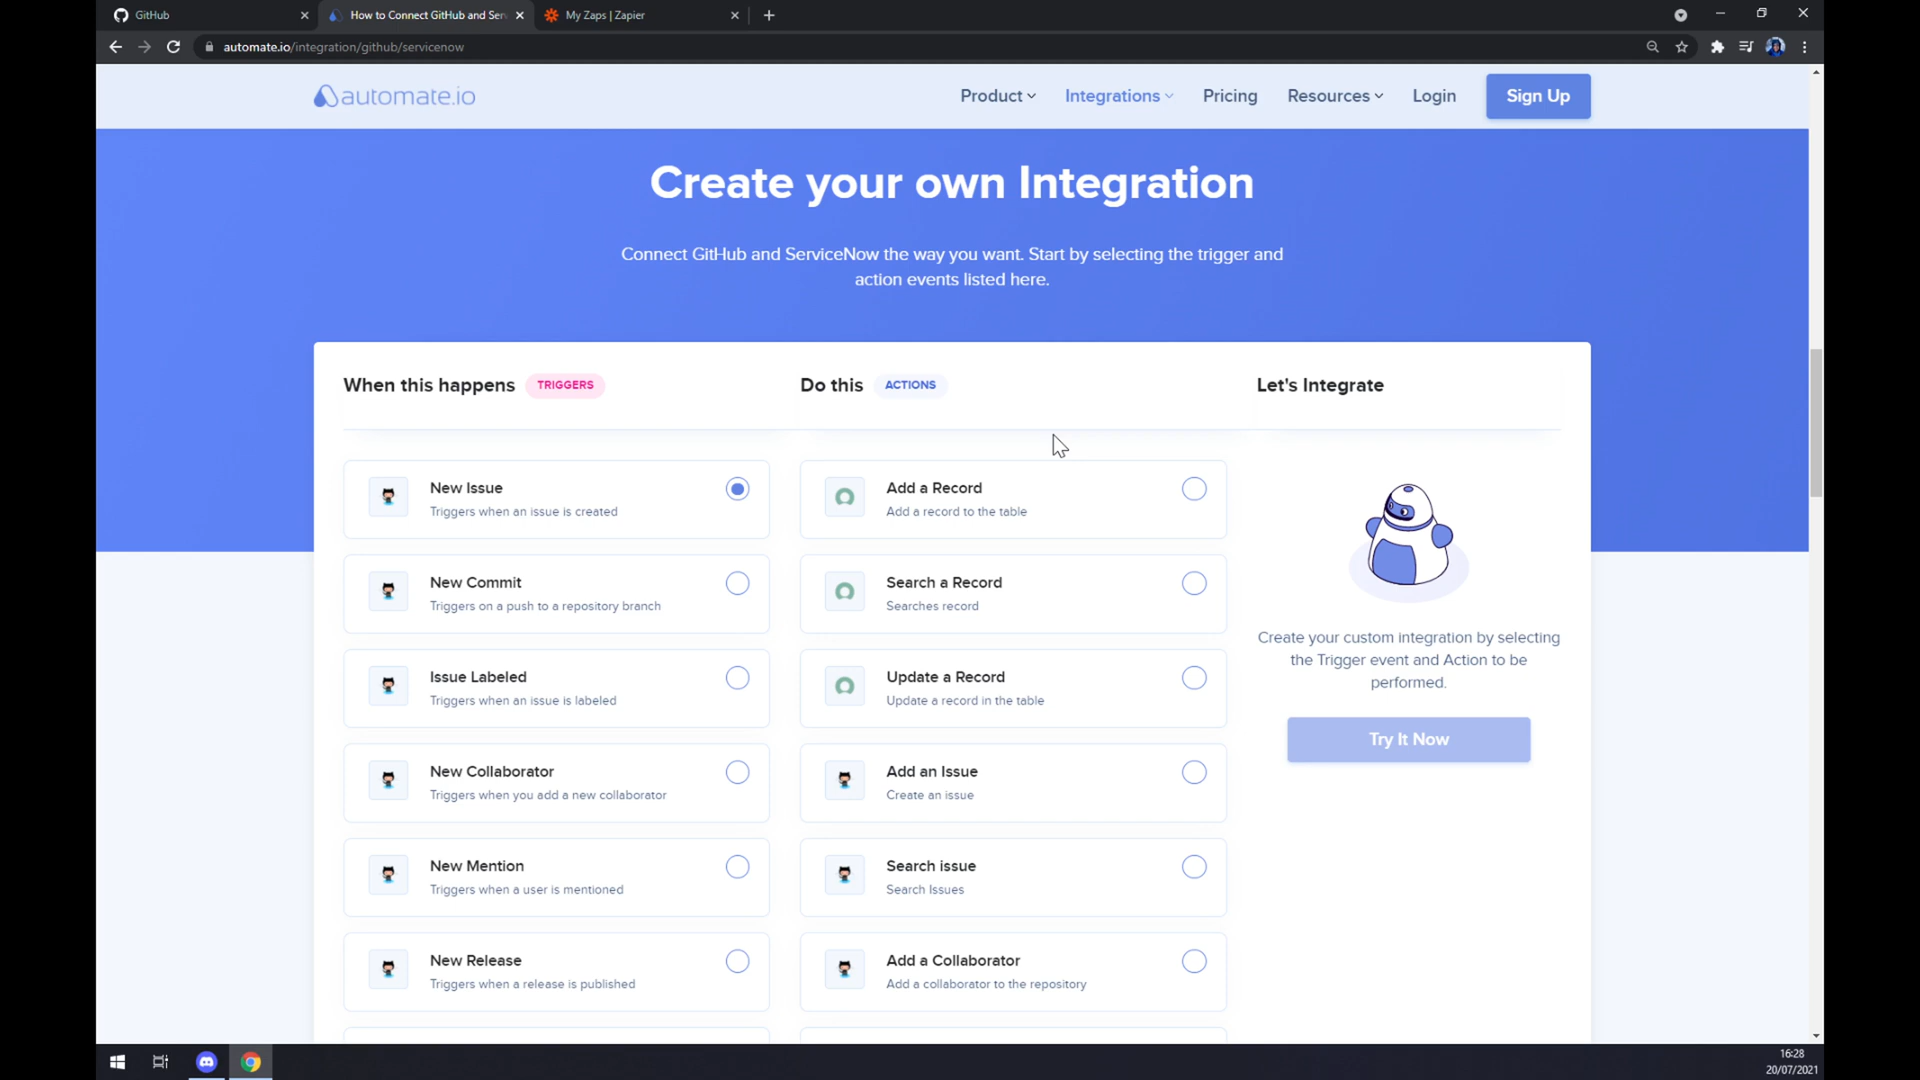 GitHub
How to Connect GitHub and Ser
My Zaps | Zapier
automate.io/integration/github/servicenow
automate.io
Product
Integrations
Pricing
Resources
Login
Sign Up
Create your own Integration
Connect GitHub and ServiceNow the way you want. Start by selecting the trigger and
action events listed here.
When this happens TRIGGERS
Do this ACTIONS
Let's Integrate
New Issue
Triggers when an issue is created
New Commit
Triggers on a push to a repository branch
Issue Labeled
Triggers when an issue is labeled
New Collaborator
Triggers when you add a new collaborator
New Mention
Triggers when a user is mentioned
New Release
Triggers when a release is published
Add a Record
Add a record to the table
Search a Record
Searches record
Update a Record
Update a record in the table
Add an Issue
Create an issue
Search issue
Search Issues
Add a Collaborator
Add a collaborator to the repository
Create your custom integration by selecting
the Trigger event and Action to be
performed.
Try It Now
16:28
20/07/2021